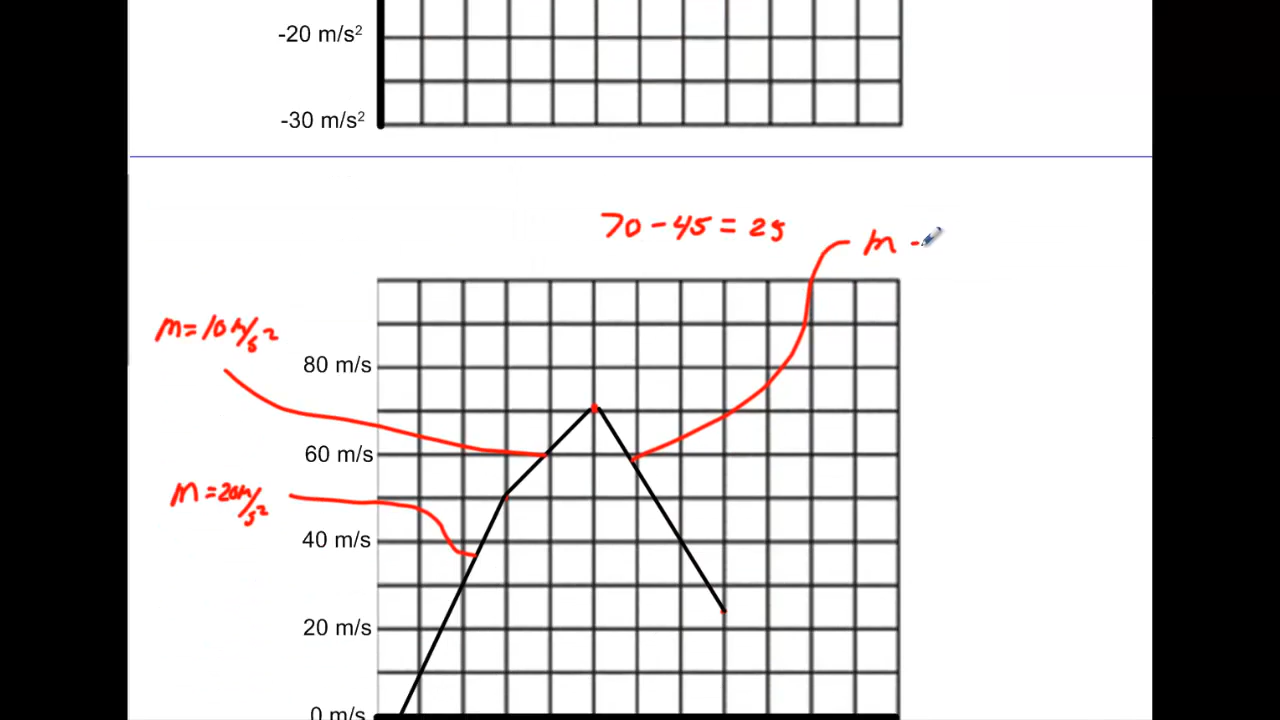 -20 m/s²
-30 m/s²
70 - 45 = 25
m -
m = 10 m/s²
80 m/s
60 m/s
m = 20 m/s²
40 m/s
20 m/s
0 m/s